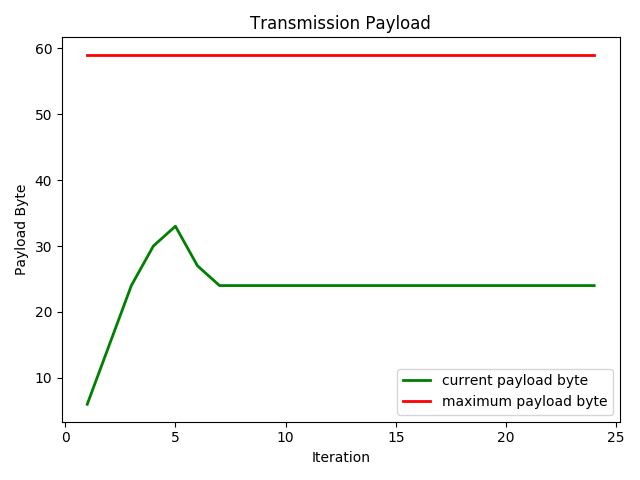 Transmission Payload
Payload Byte
60
50
40
30
20
10
0
5
10
15
20
25
Iteration
current payload byte
maximum payload byte